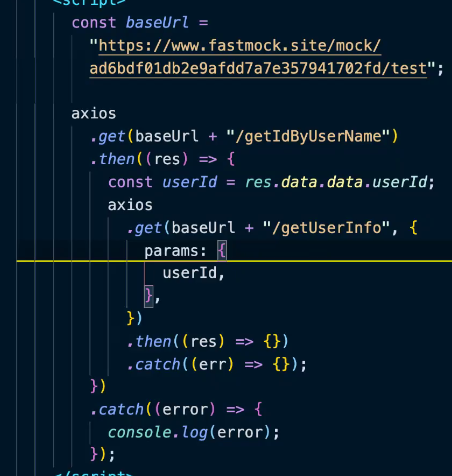 <script>
const baseUrl =
"https://www.fastmock.site/mock/
ad6bdf01db2e9afdd7a7e357941702fd/test";
axios
.get(baseUrl + "/getIdByUserName")
.then((res) => {
const userId = res.data.data.userId;
axios
.get(baseUrl + "/getUserInfo", {
params: {
userId,
},
})
.then((res) => {})
.catch((err) => {});
})
.catch((error) => {
console.log(error);
});
</script>